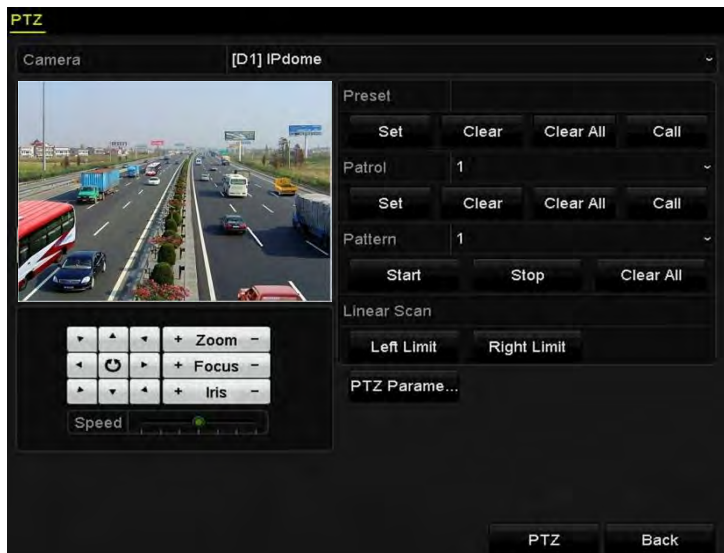 PTZ
Camera [D1] IPdome
Preset
Set Clear Clear All Call
Patrol 1
Set Clear Clear All Call
Pattern 1
Start Stop Clear All
Linear Scan
Left Limit Right Limit
PTZ Parame...
+ Zoom -
+ Focus -
+ Iris -
Speed
PTZ Back